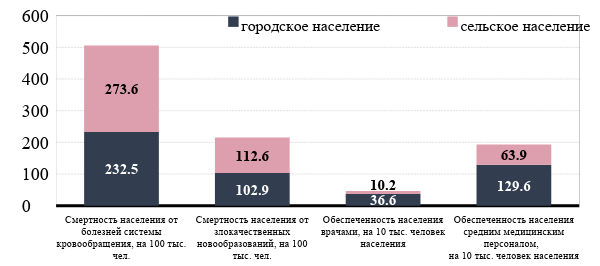 600
500
400
300
200
100
0
городское население
сельское население
273.6
232.5
112.6
102.9
10.2
36.6
63.9
129.6
Смертность населения от
болезней системы
кровообращения, на 100 тыс.
чел.
Смертность населения от
злокачественных
новообразований, на 100
тыс. чел.
Обеспеченность населения
врачами, на 10 тыс. человек
населения
Обеспеченность населения
средним медицинским
персоналом,
на 10 тыс. человек населения